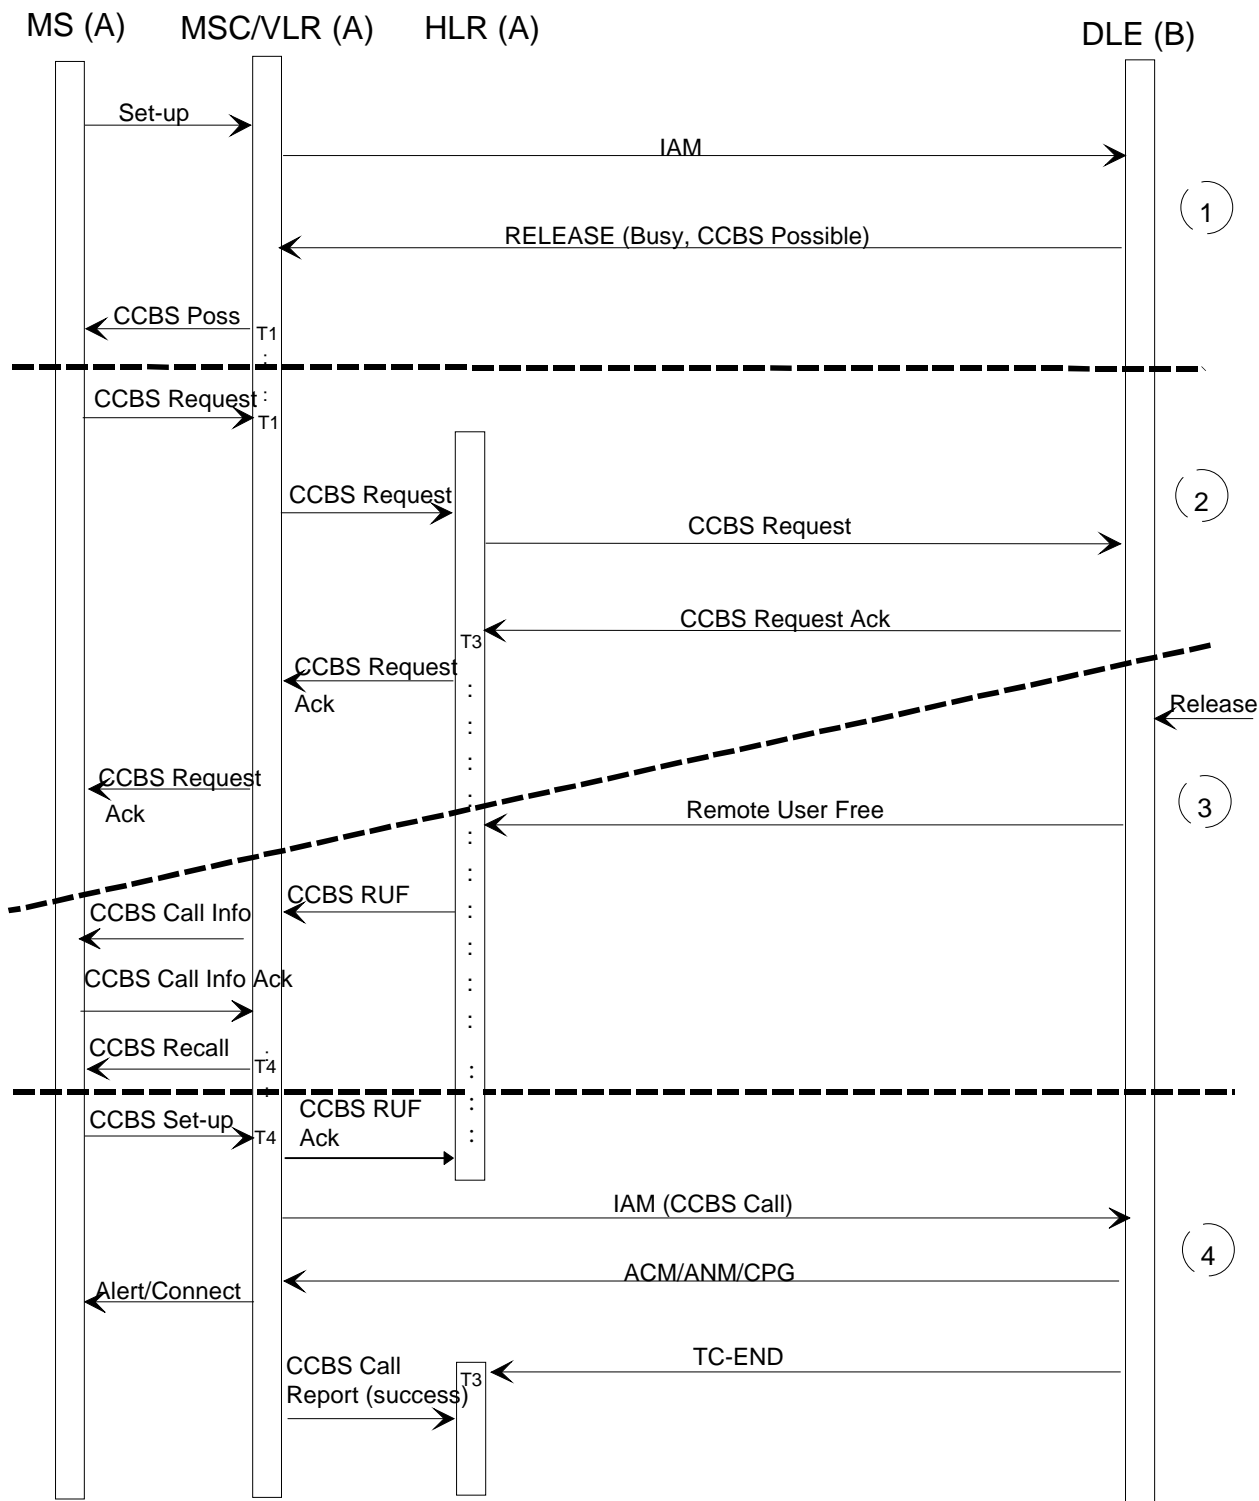 MS (A)
MSC/VLR (A)
HLR (A)
DLE (B)
Set-up
IAM
1
RELEASE (Busy, CCBS Possible)
CCBS Poss
T1
:
:
CCBS Request
T1
CCBS Request
2
CCBS Request
CCBS Request Ack
T3
CCBS Request
Ack
Release
CCBS Request
Ack
3
Remote User Free
CCBS RUF
CCBS Call Info
CCBS Call Info Ack
CCBS Recall
T4
CCBS RUF
Ack
CCBS Set-up
T4
IAM (CCBS Call)
4
ACM/ANM/CPG
Alert/Connect
TC-END
CCBS Call
Report (success)
T3